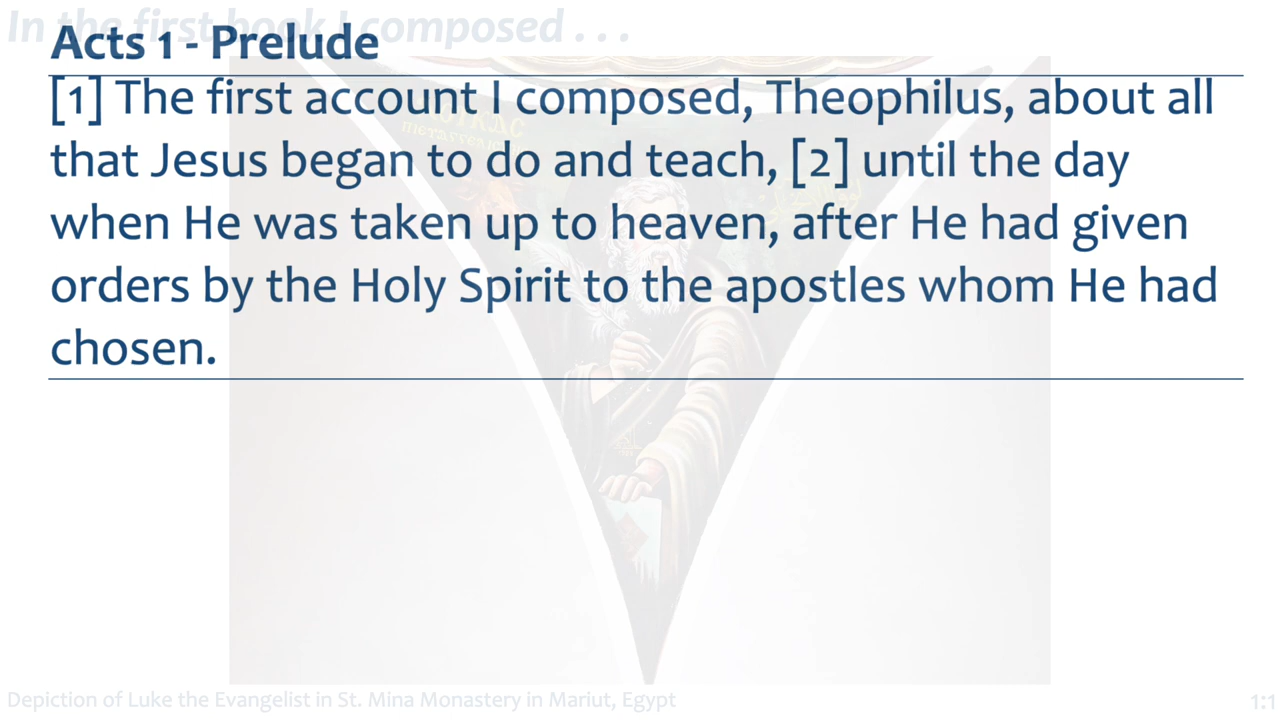 In the first book I composed . . .
Acts 1 - Prelude
[1] The first account I composed, Theophilus, about all
that Jesus began to do and teach, [2] until the day
when He was taken up to heaven, after He had given
orders by the Holy Spirit to the apostles whom He had
chosen.
Depiction of Luke the Evangelist in St. Mina Monastery in Mariut, Egypt
1:1